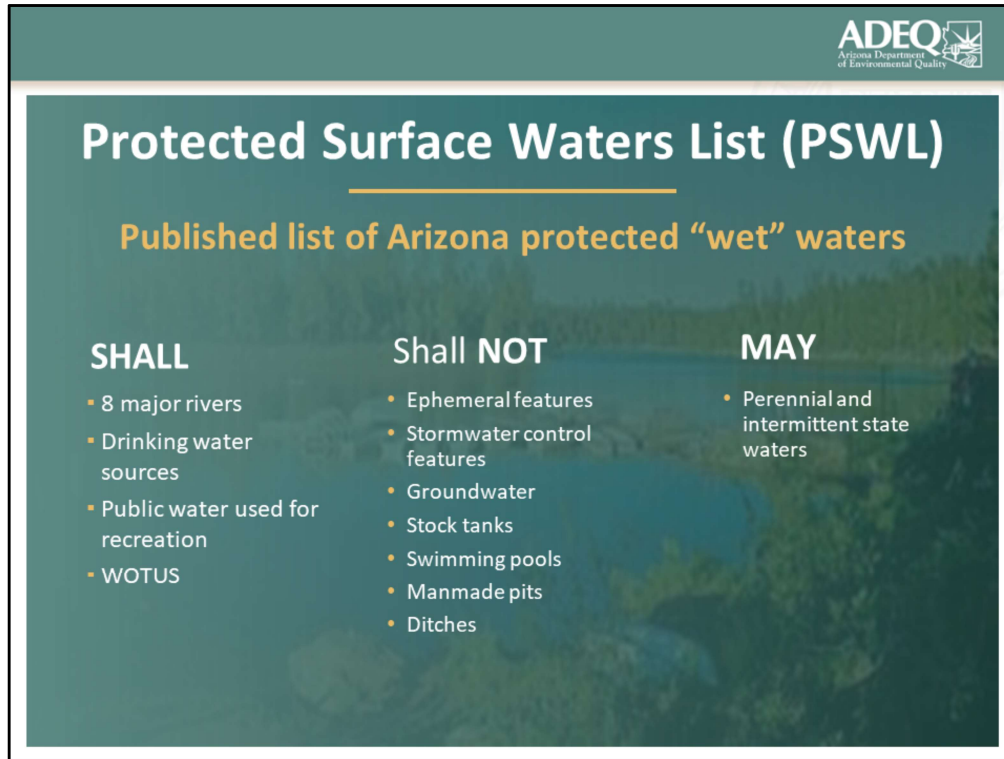 ADEQ
Arizona Department
of Environmental Quality
Protected Surface Waters List (PSWL)
Published list of Arizona protected “wet” waters
SHALL
▪ 8 major rivers
▪ Drinking water
sources
▪ Public water used for
recreation
▪ WOTUS
Shall NOT
• Ephemeral features
• Stormwater control
features
• Groundwater
• Stock tanks
• Swimming pools
• Manmade pits
• Ditches
MAY
• Perennial and
intermittent state
waters